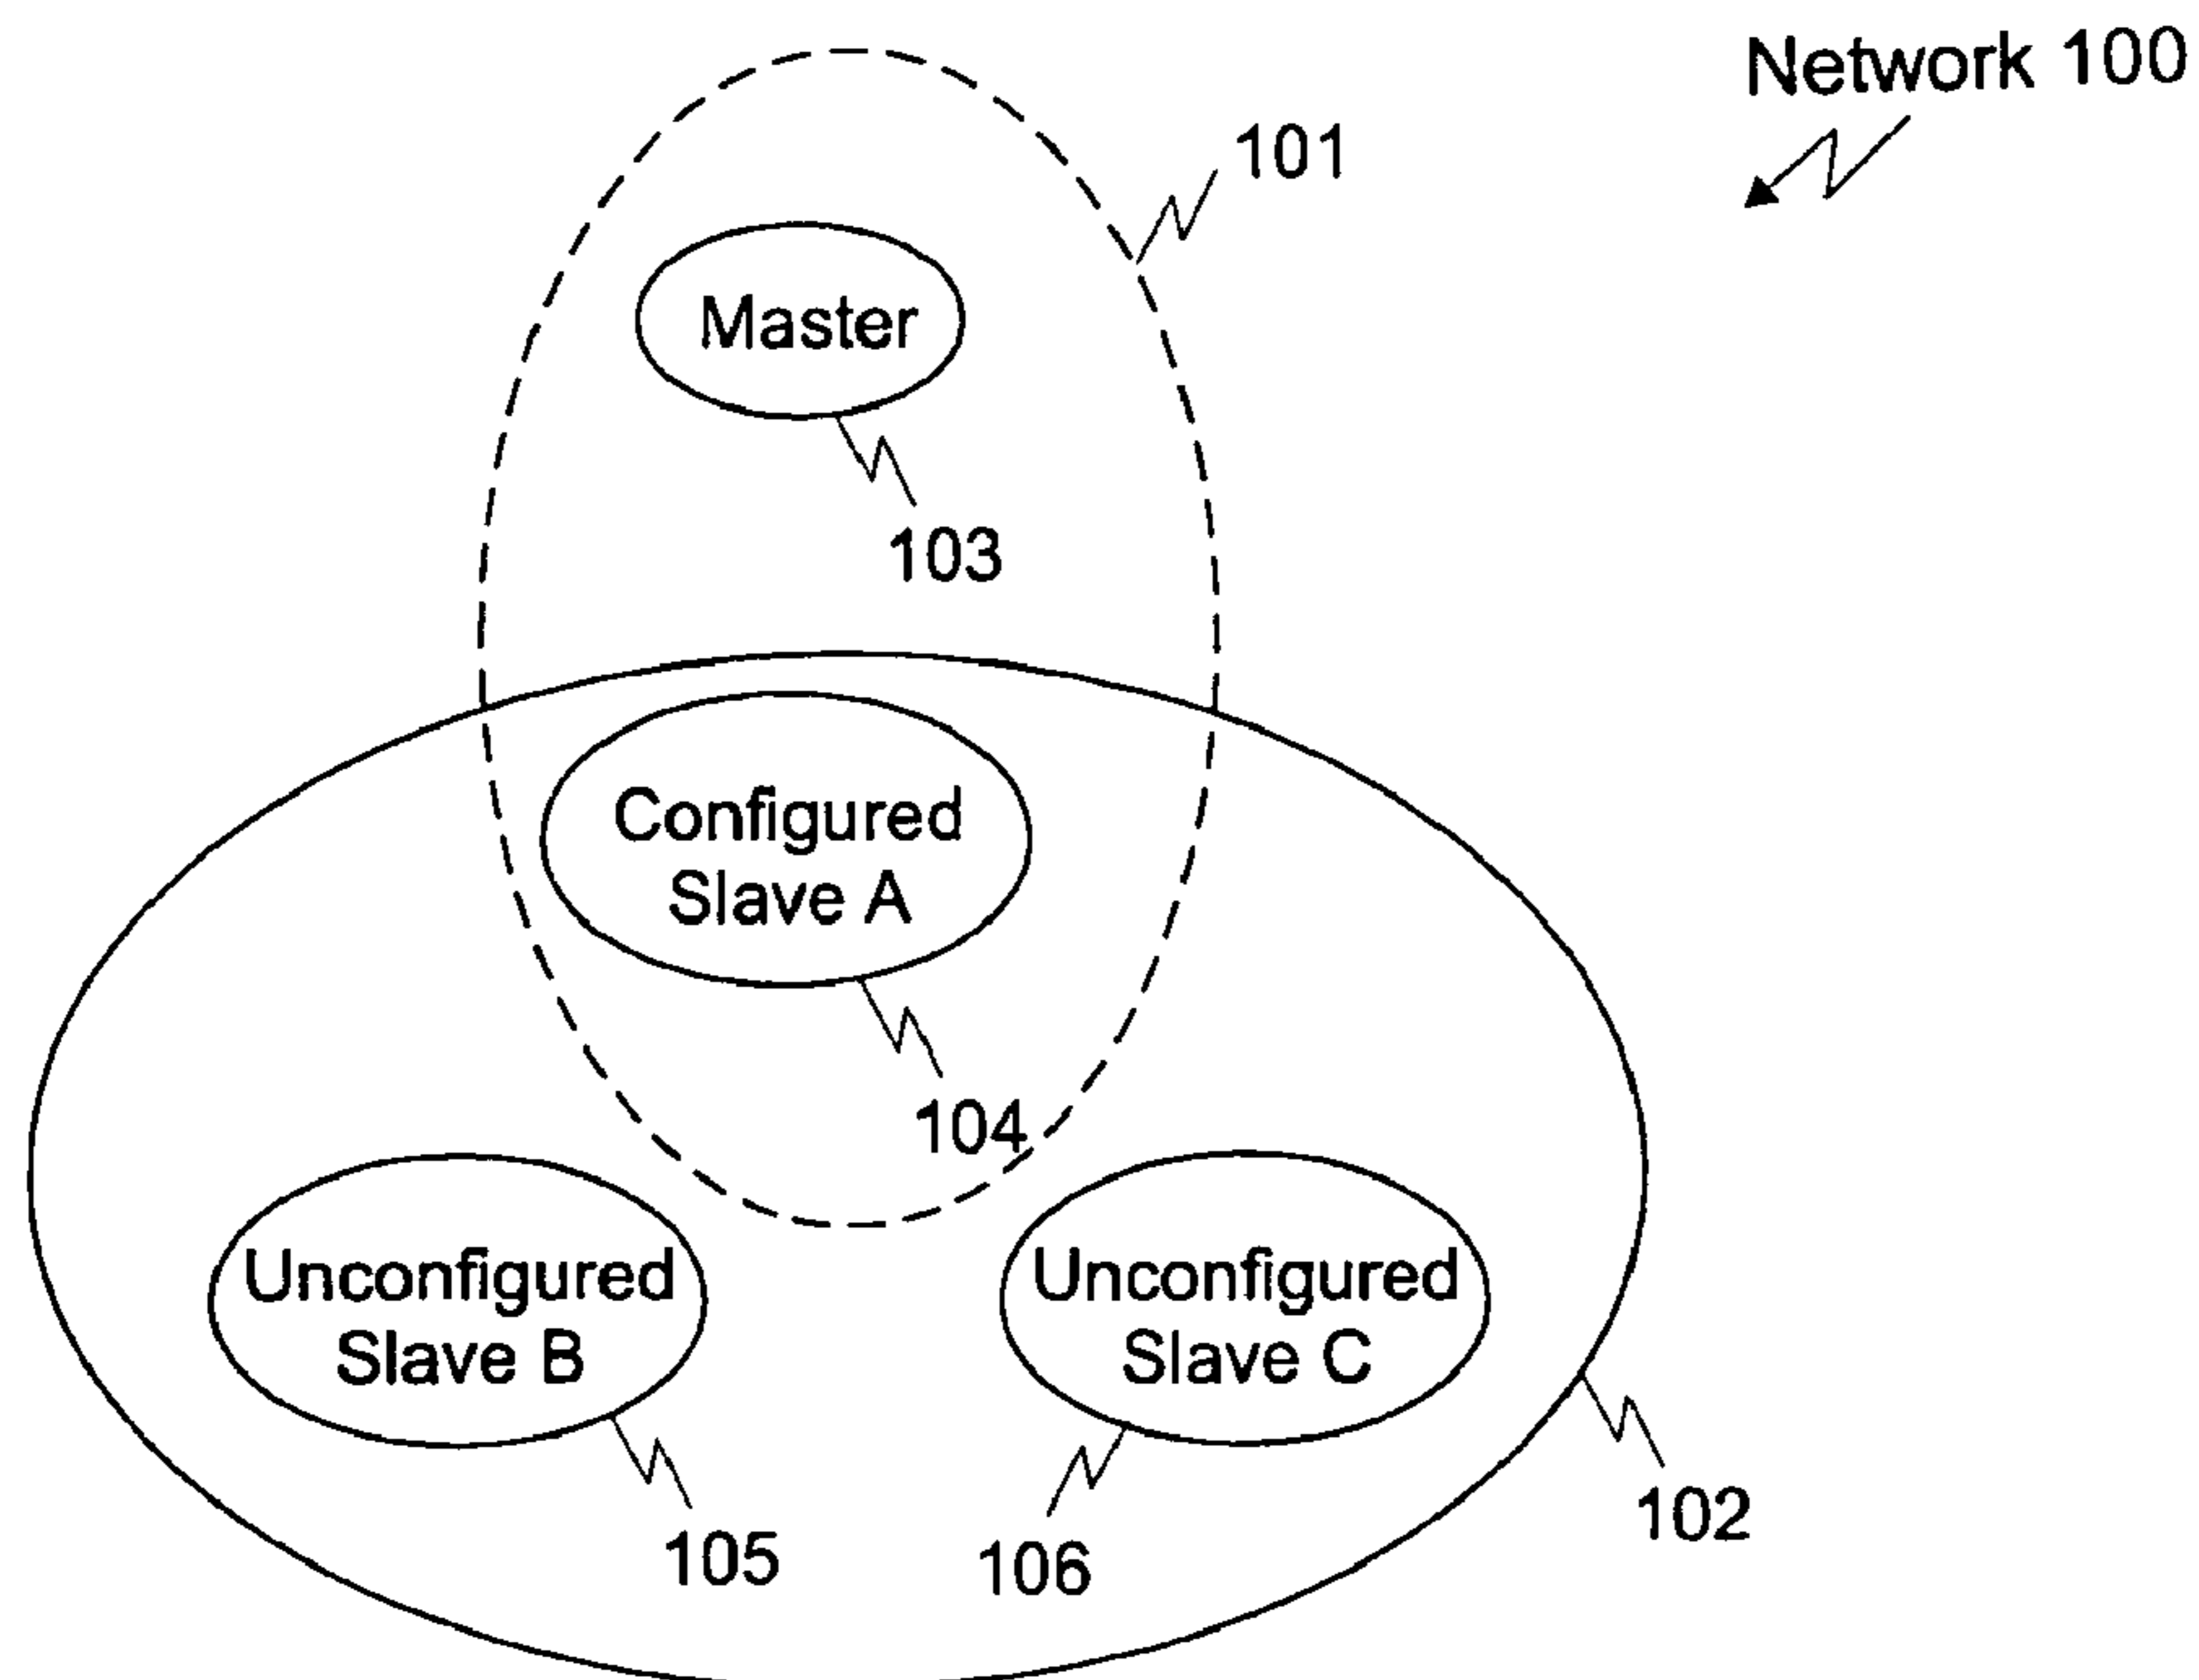 Network 100
101
Master
103
Configured
Slave A
104
Unconfigured
Slave B
Unconfigured
Slave C
102
105
106